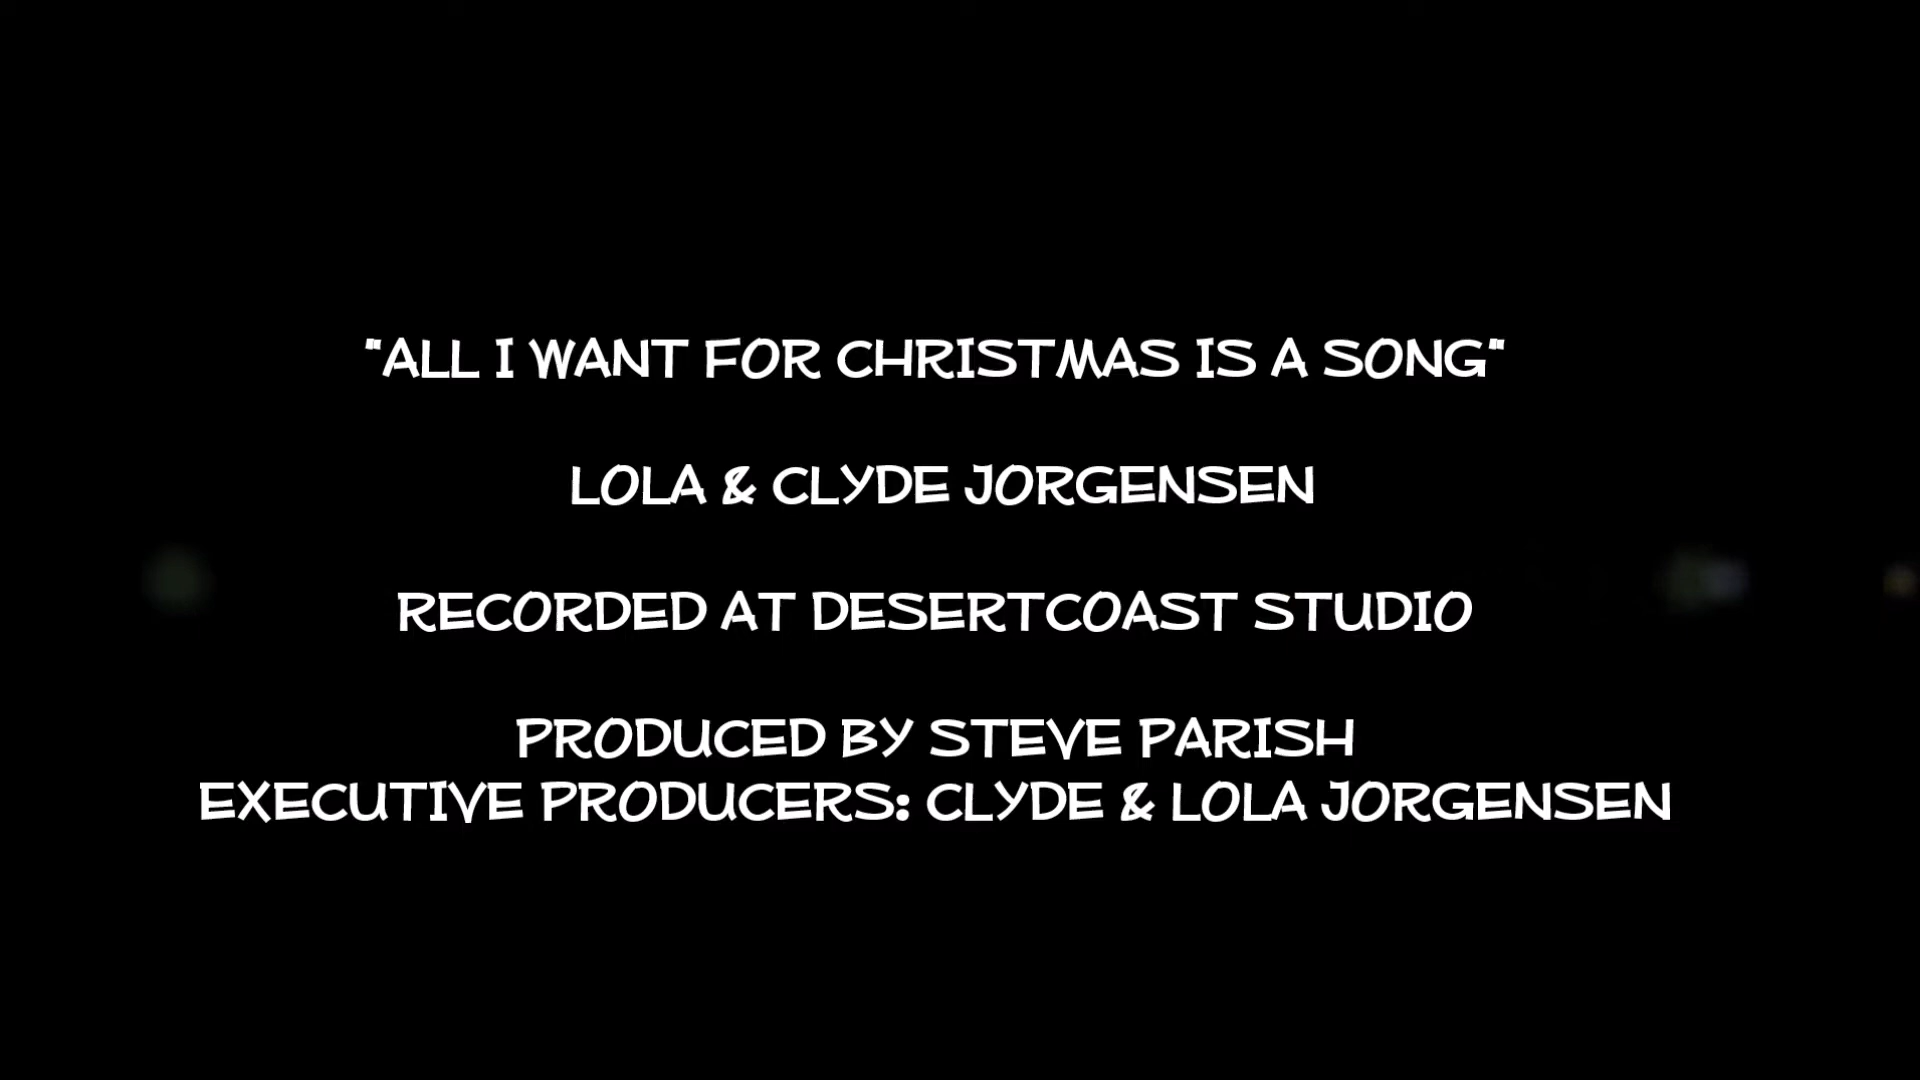 "ALL I WANT FOR CHRISTMAS IS A SONG"
LOLA & CLYDE JORGENSEN
RECORDED AT DESERTCOAST STUDIO
PRODUCED BY STEVE PARISH
EXECUTIVE PRODUCERS: CLYDE & LOLA JORGENSEN